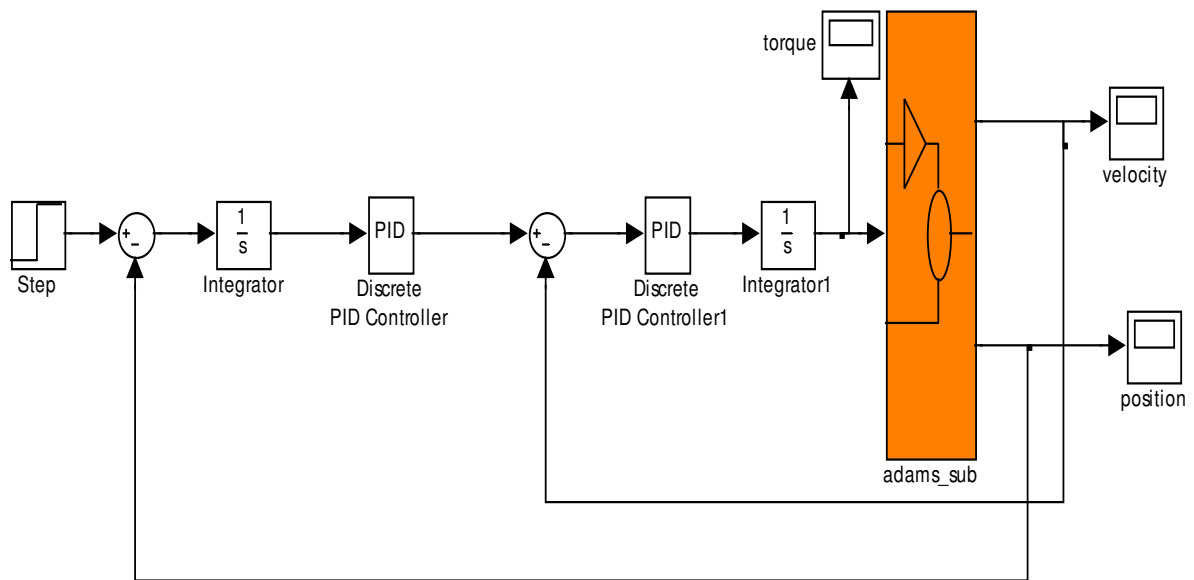 torque
velocity
+
−
1
s
PID
+
−
PID
1
s
Step
Integrator
Discrete
PID Controller
Discrete
PID Controller1
Integrator1
position
adams_sub